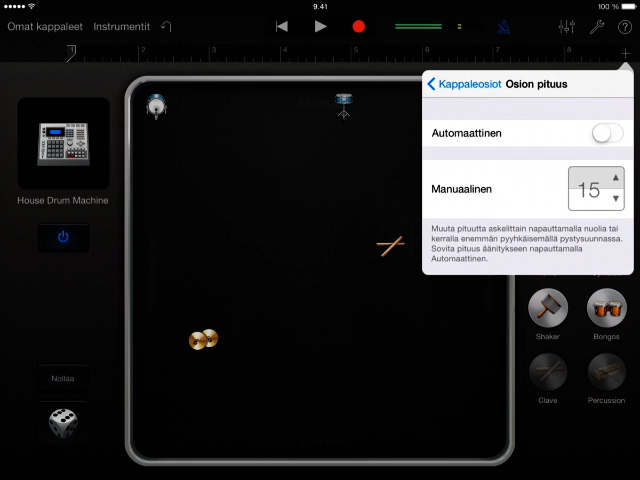 9.41
100 %
Omat kappaleet
Instrumentit
1 2 3 4 5 6 7 8
Kappaleosiot
Osion pituus
Automaattinen
Manuaalinen
15
Muuta pituutta askelittain napauttamalla nuolia tai
kerralla enemmän pyyhkäisemällä pystysuunnassa.
Sovita pituus äänitykseen napauttamalla
Automaattinen.
House Drum Machine
Shaker
Bongos
Nollaa
Clave
Percussion